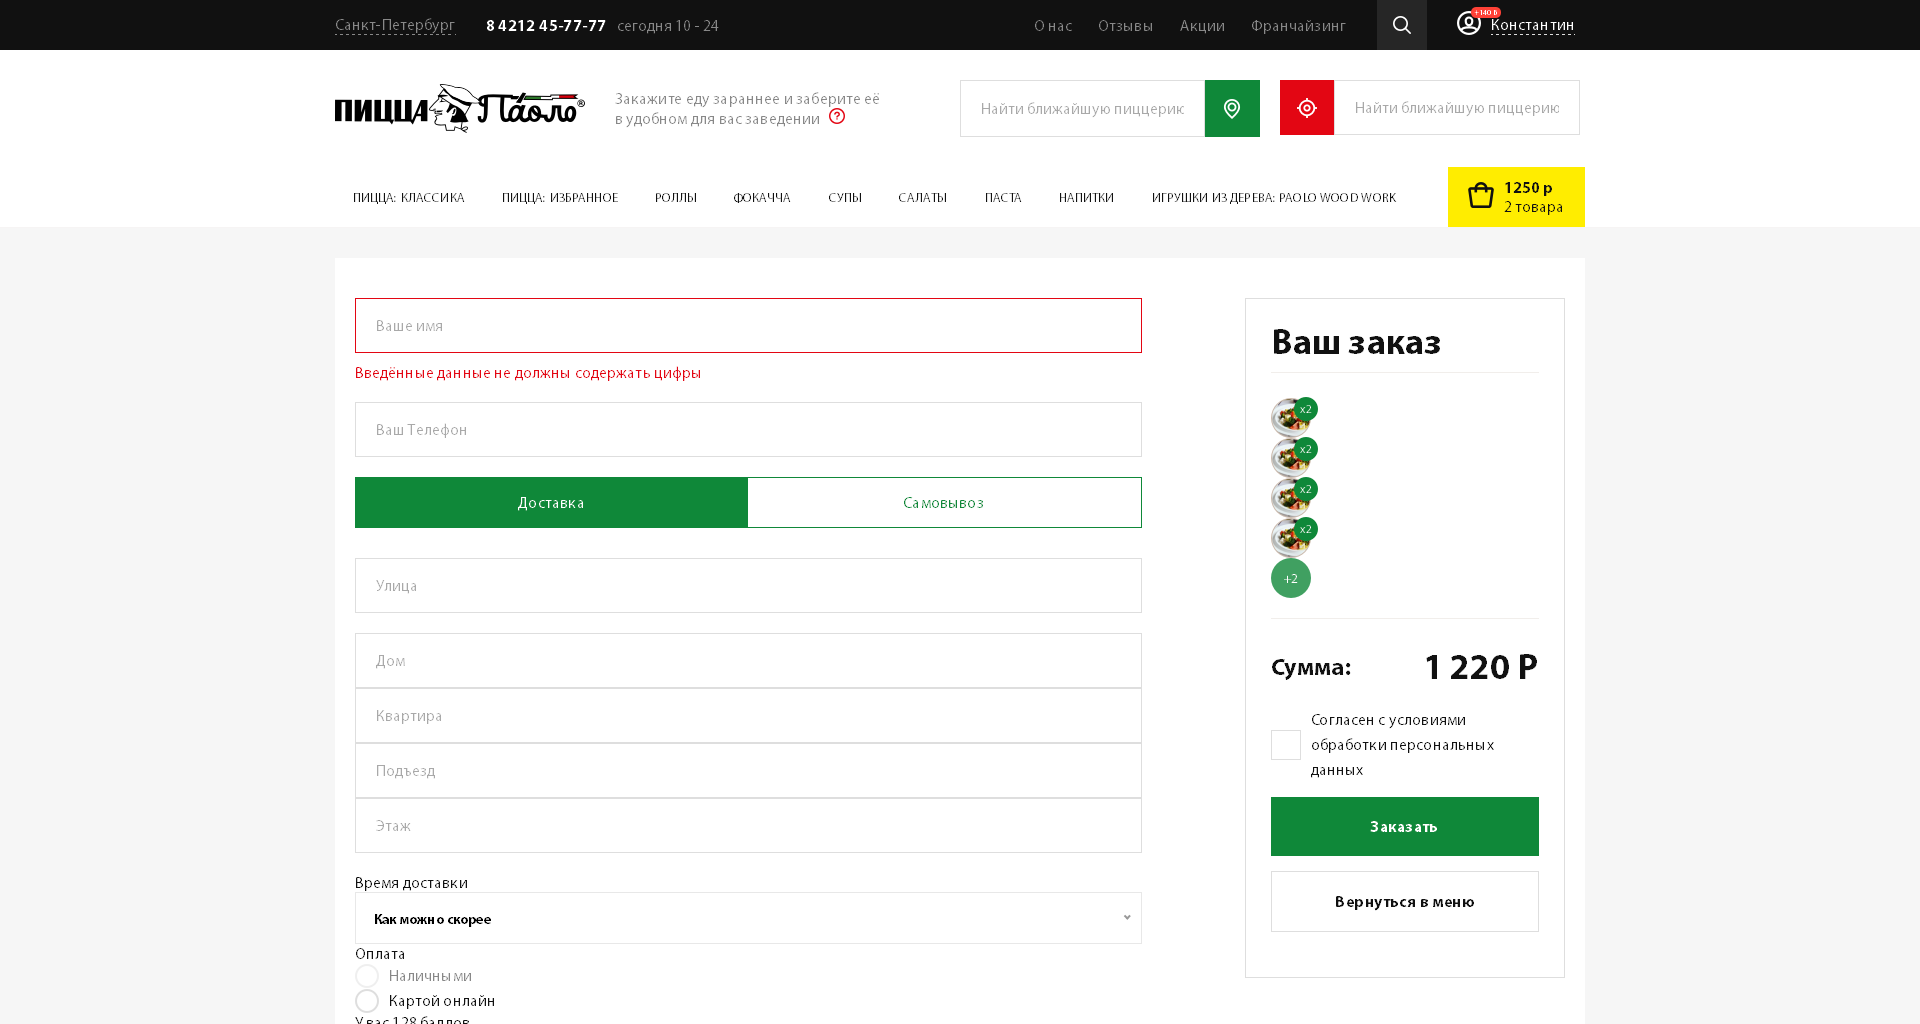 Санкт-Петербург
8 4212 45-77-77
сегодня 10 - 24
О нас
Отзывы
Акции
Франчайзинг
+140 ₽
Константин
ПИЦЦА Паоло®
Закажите еду зараннее и заберите её
в удобном для вас заведении
?
Найти ближайшую пиццерию
Найти ближайшую пиццерию
ПИЦЦА: КЛАССИКА
ПИЦЦА: ИЗБРАННОЕ
РОЛЛЫ
ФОКАЧЧА
СУПЫ
САЛАТЫ
ПАСТА
НАПИТКИ
ИГРУШКИ ИЗ ДЕРЕВА: PAOLO WOOD WORK
1250 р
2 товара
Ваше имя
Введённые данные не должны содержать цифры
Ваш Телефон
Доставка
Самовывоз
Улица
Дом
Квартира
Подъезд
Этаж
Время доставки
Как можно скорее
Оплата
Наличными
Картой онлайн
У вас 128 баллов
Ваш заказ
x2
x2
x2
x2
+2
Сумма:
1 220 Р
Согласен с условиями
обработки персональных
данных
Заказать
Вернуться в меню